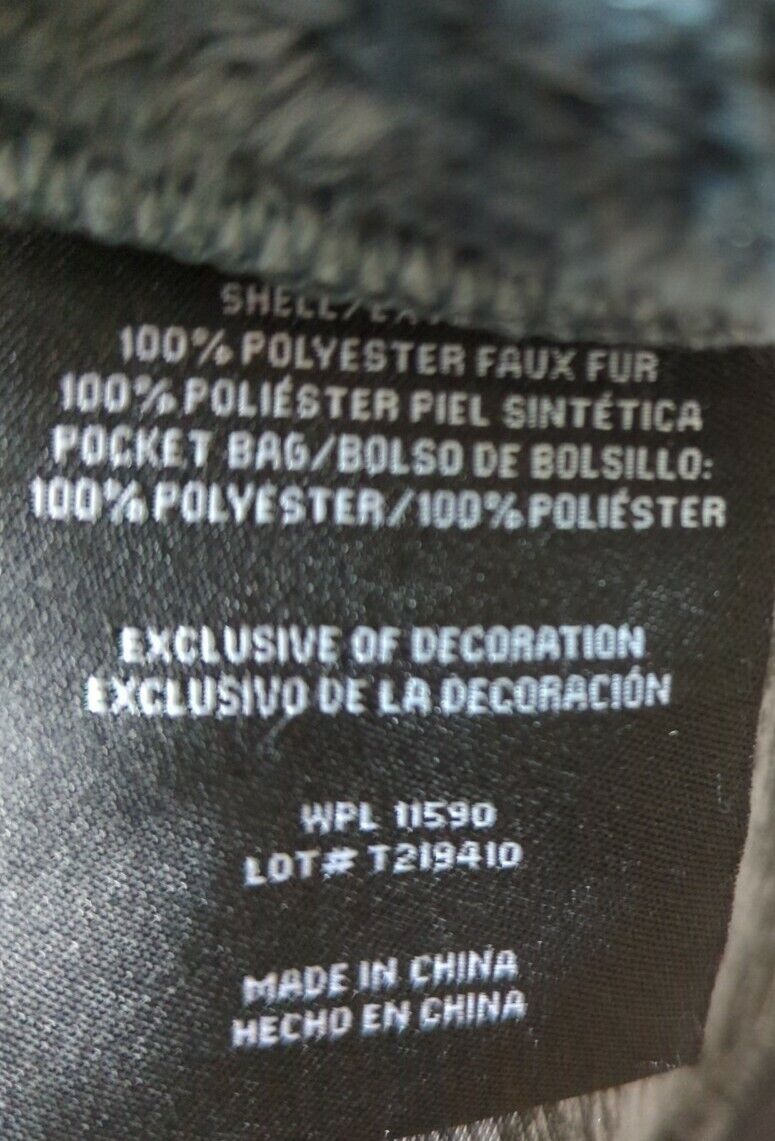 SHELL/
100% POLYESTER FAUX FUR
100% POLIÉSTER PIEL SINTÉTICA
POCKET BAG/BOLSO DE BOLSILLO:
100% POLYESTER/100% POLIÉSTER
EXCLUSIVE OF DECORATION
EXCLUSIVO DE LA DECORACIÓN
WPL 11590
LOT# T219410
MADE IN CHINA
HECHO EN CHINA